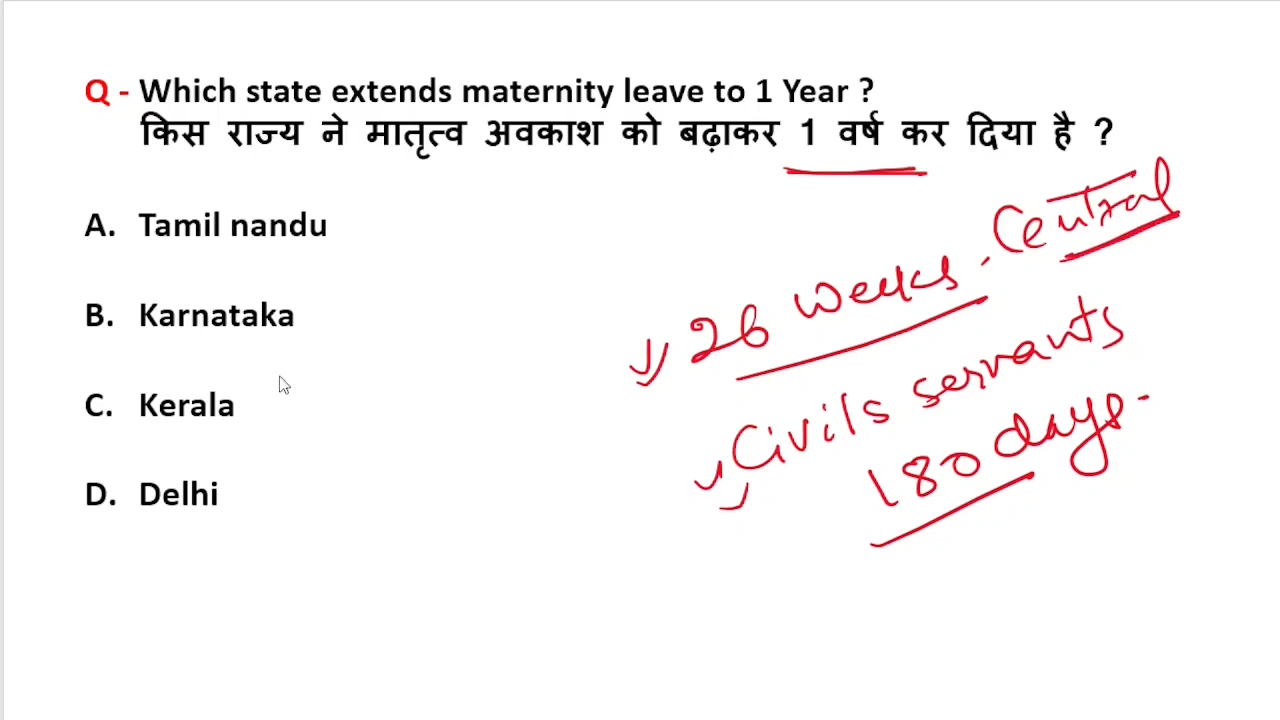 Q - Which state extends maternity leave to 1 Year ?
किस राज्य ने मातृत्व अवकाश को बढ़ाकर 1 वर्ष कर दिया है ?
A. Tamil nandu
B. Karnataka
C. Kerala
D. Delhi
26 weeks. Central
Civils servants
180 days.